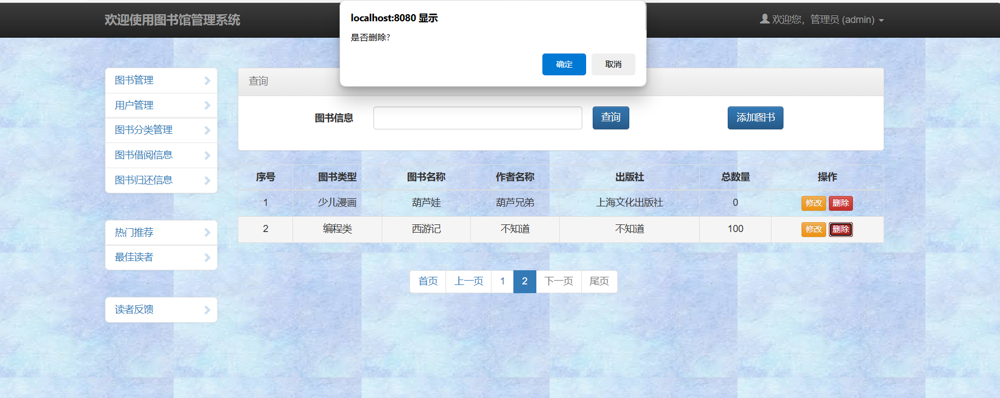 欢迎使用图书馆管理系统
localhost:8080 显示
是否删除?
确定 取消
欢迎您，管理员 (admin)
图书管理
用户管理
图书分类管理
图书借阅信息
图书归还信息
热门推荐
最佳读者
读者反馈
查询
图书信息 查询 添加图书
序号 图书类型 图书名称 作者名称 出版社 总数量 操作
1 少儿漫画 葫芦娃 葫芦兄弟 上海文化出版社 0 修改 删除
2 编程类 西游记 不知道 不知道 100 修改 删除
首页 上一页 1 2 下一页 尾页